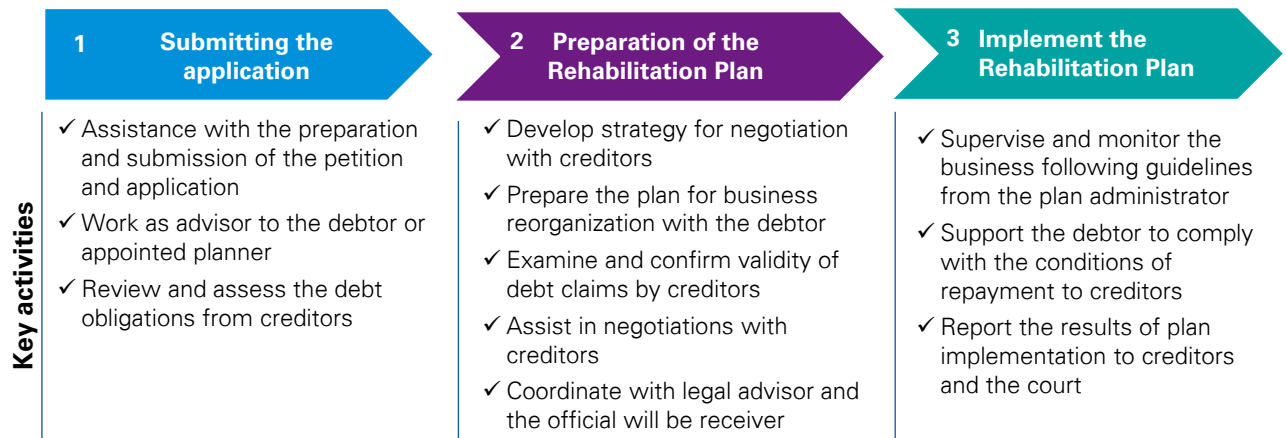 1 Submitting the
application
Key activities
✓ Assistance with the preparation
and submission of the petition
and application
✓ Work as advisor to the debtor or
appointed planner
✓ Review and assess the debt
obligations from creditors
2 Preparation of the
Rehabilitation Plan
✓ Develop strategy for negotiation
with creditors
✓ Prepare the plan for business
reorganization with the debtor
✓ Examine and confirm validity of
debt claims by creditors
✓ Assist in negotiations with
creditors
✓ Coordinate with legal advisor and
the official will be receiver
3 Implement the
Rehabilitation Plan
✓ Supervise and monitor the
business following guidelines
from the plan administrator
✓ Support the debtor to comply
with the conditions of
repayment to creditors
✓ Report the results of plan
implementation to creditors
and the court